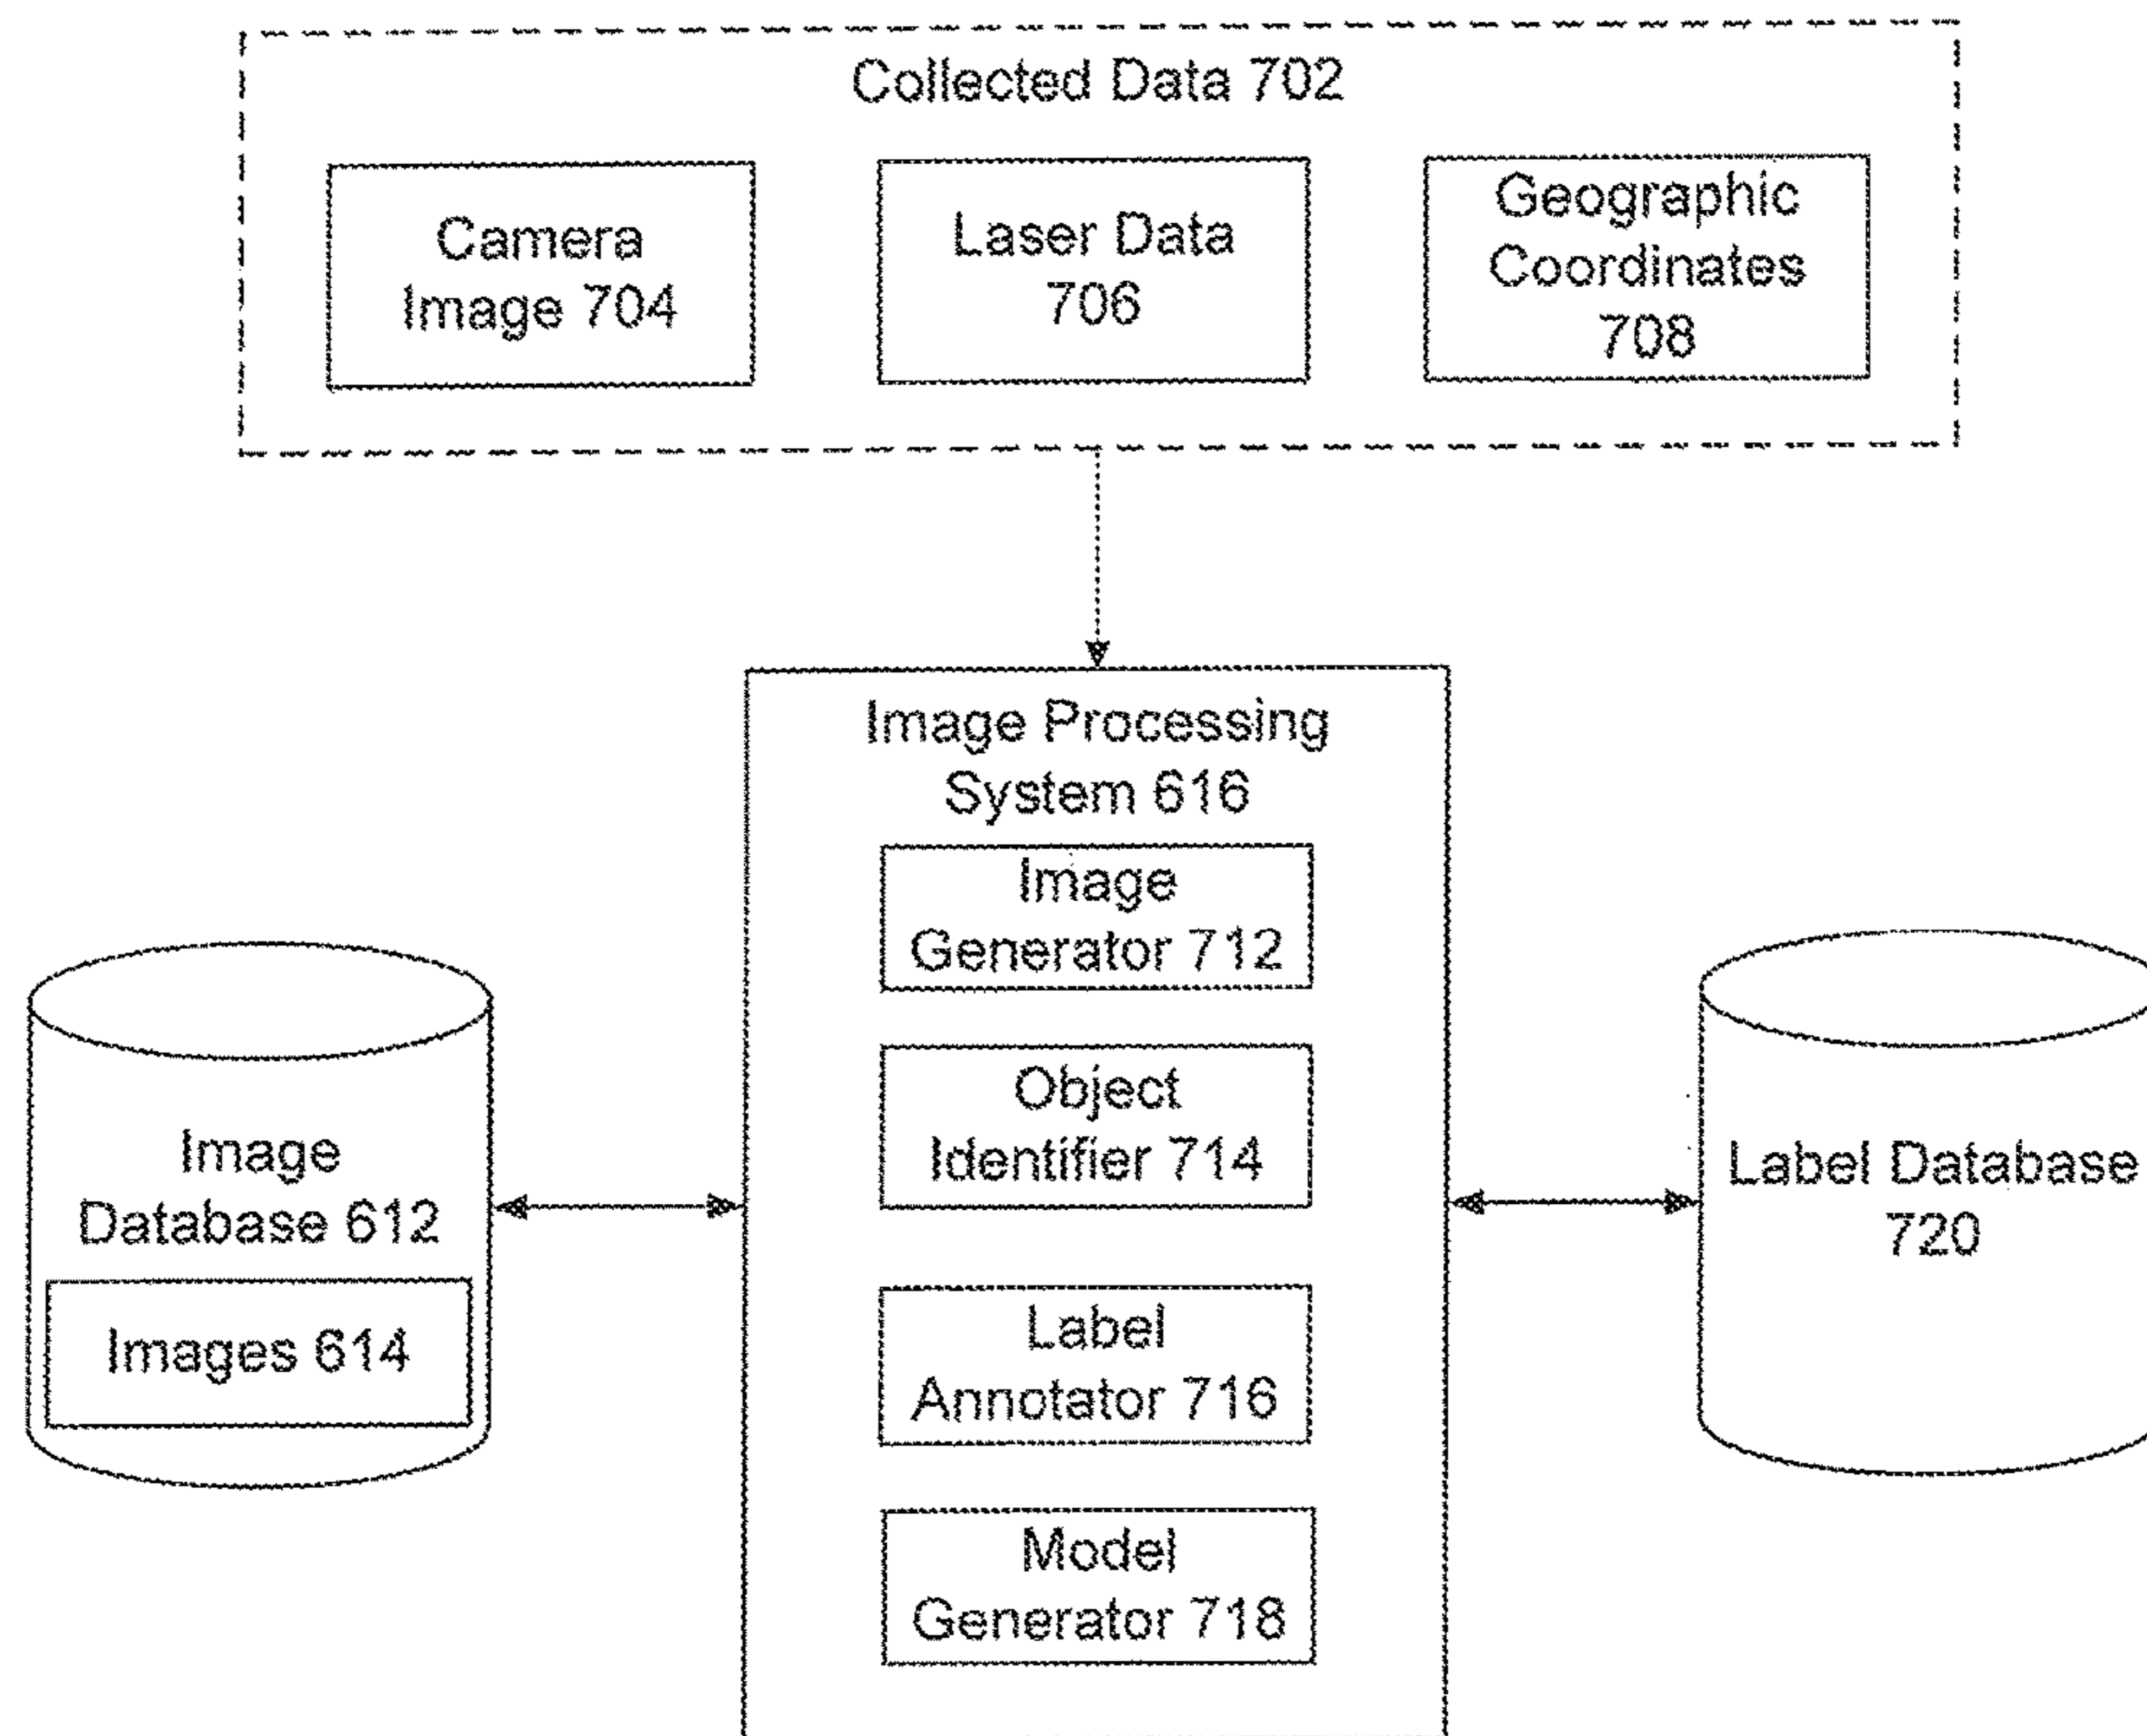 Collected Data 702
Camera
Image 704
Laser Data
706
Geographic
Coordinates
708
Image Processing
System 616
Image
Generator 712
Object
Identifier 714
Label
Annotator 716
Model
Generator 718
Image
Database 612
Images 614
Label Database
720